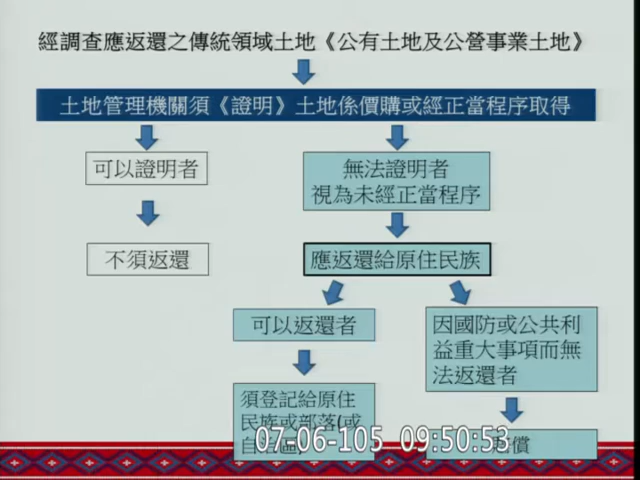 經調查應返還之傳統領域土地《公有土地及公營事業土地》
土地管理機關須《證明》土地係價購或經正當程序取得
可以證明者
無法證明者
視為未經正當程序
不須返還
應返還給原住民族
可以返還者
因國防或公共利
益重大事項而無
法返還者
須登記給原住
民族或部落(或
自
區)
償
07-06-105 09:50:53